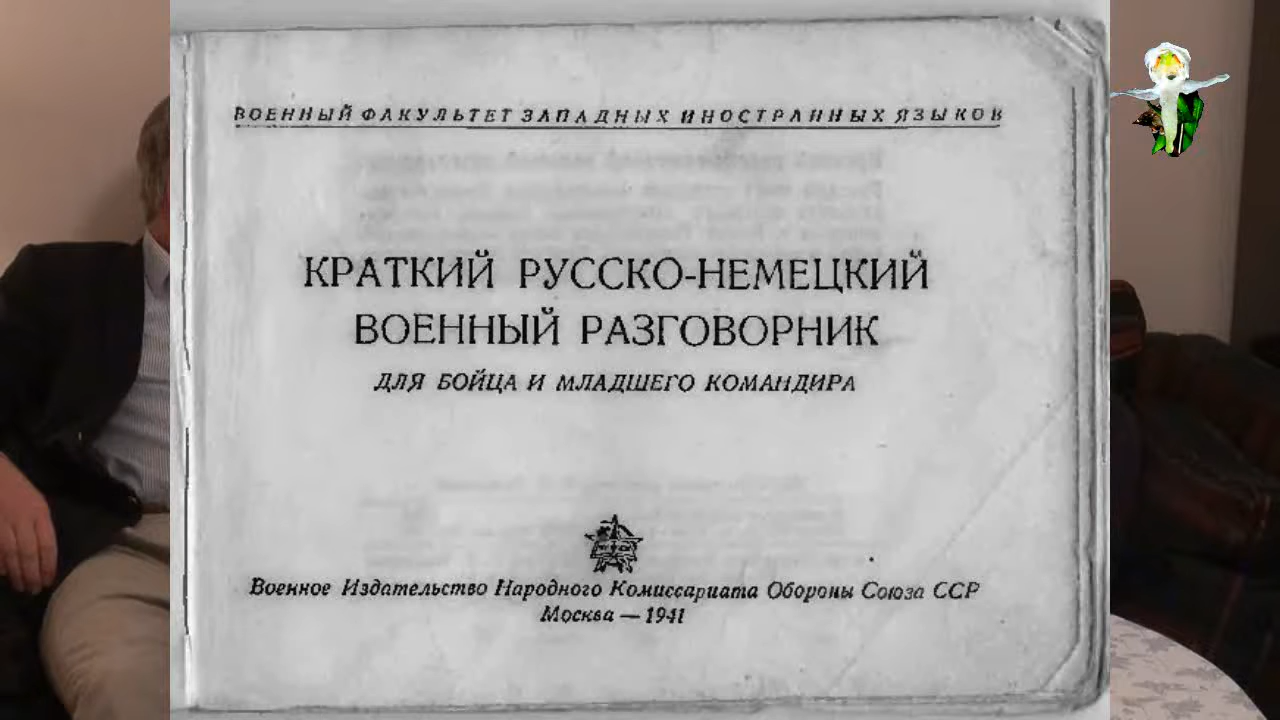 ВОЕННЫЙ ФАКУЛЬТЕТ ЗАПАДНЫХ ИНОСТРАННЫХ ЯЗЫКОВ
КРАТКИЙ РУССКО-НЕМЕЦКИЙ
ВОЕННЫЙ РАЗГОВОРНИК
ДЛЯ БОЙЦА И МЛАДШЕГО КОМАНДИРА
Военное Издательство Народного Комиссариата Обороны Союза ССР
Москва — 1941